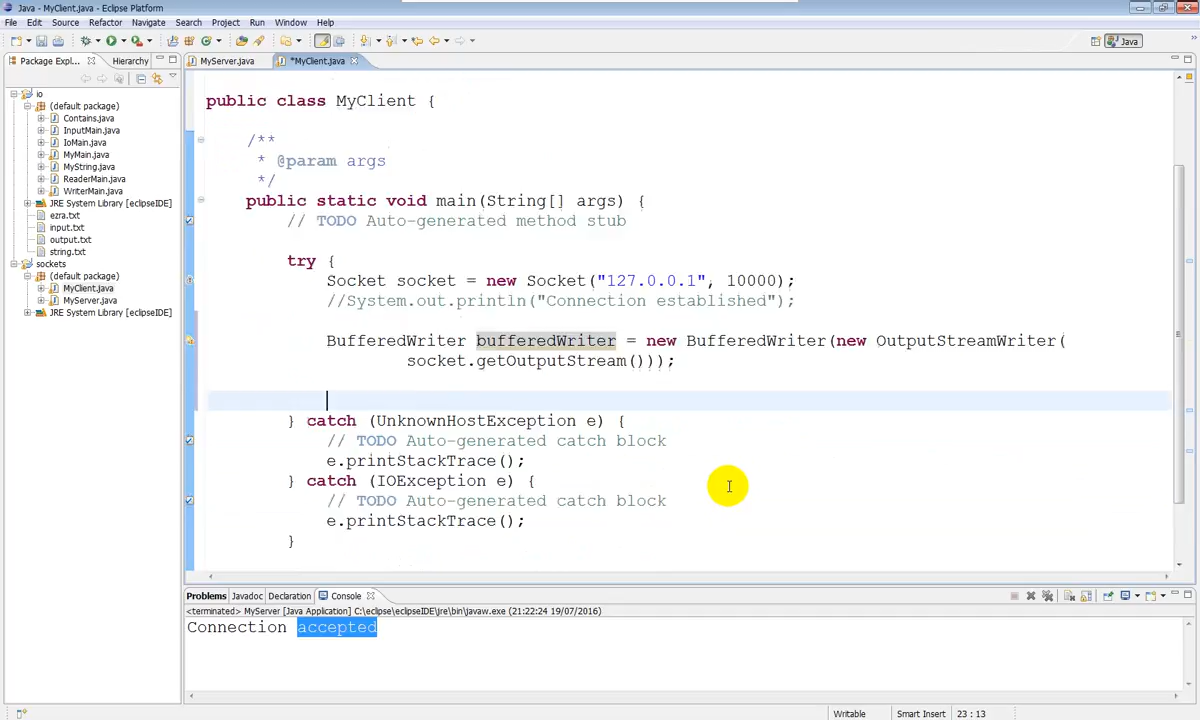 Java - MyClient.java - Eclipse Platform
File Edit Source Refactor Navigate Search Project Run Window Help
Java
Package Expl... Hierarchy
MyServer.java *MyClient.java
io
(default package)
Contains.java
InputMain.java
IoMain.java
MyMain.java
MyString.java
ReaderMain.java
WriterMain.java
JRE System Library [eclipseIDE]
ezra.txt
input.txt
output.txt
string.txt
sockets
(default package)
MyClient.java
MyServer.java
JRE System Library [eclipseIDE]
public class MyClient {
/**
* @param args
*/
public static void main(String[] args) {
// TODO Auto-generated method stub
try {
Socket socket = new Socket("127.0.0.1", 10000);
//System.out.println("Connection established");
BufferedWriter bufferedWriter = new BufferedWriter(new OutputStreamWriter(
socket.getOutputStream()));
} catch (UnknownHostException e) {
// TODO Auto-generated catch block
e.printStackTrace();
} catch (IOException e) {
// TODO Auto-generated catch block
e.printStackTrace();
}
Problems Javadoc Declaration Console
<terminated> MyServer [Java Application] C:\eclipse\eclipseIDE\jre\bin\javaw.exe (21:22:24 19/07/2016)
Connection accepted
Writable Smart Insert 23 : 13